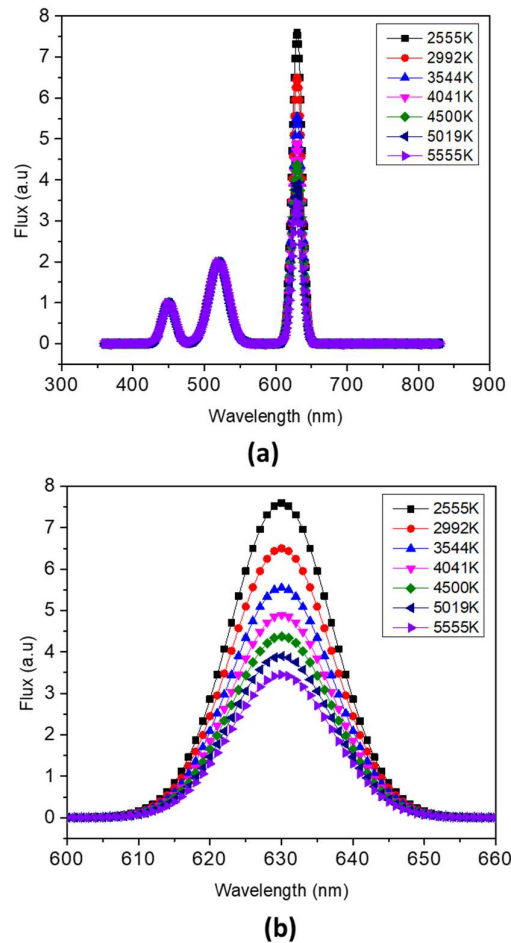 8
7
6
5
4
3
2
1
0
Flux (a.u)
2555K
2992K
3544K
4041K
4500K
5019K
5555K
300 400 500 600 700 800 900
Wavelength (nm)
(a)
8
7
6
5
4
3
2
1
0
Flux (a.u)
2555K
2992K
3544K
4041K
4500K
5019K
5555K
600 610 620 630 640 650 660
Wavelength (nm)
(b)